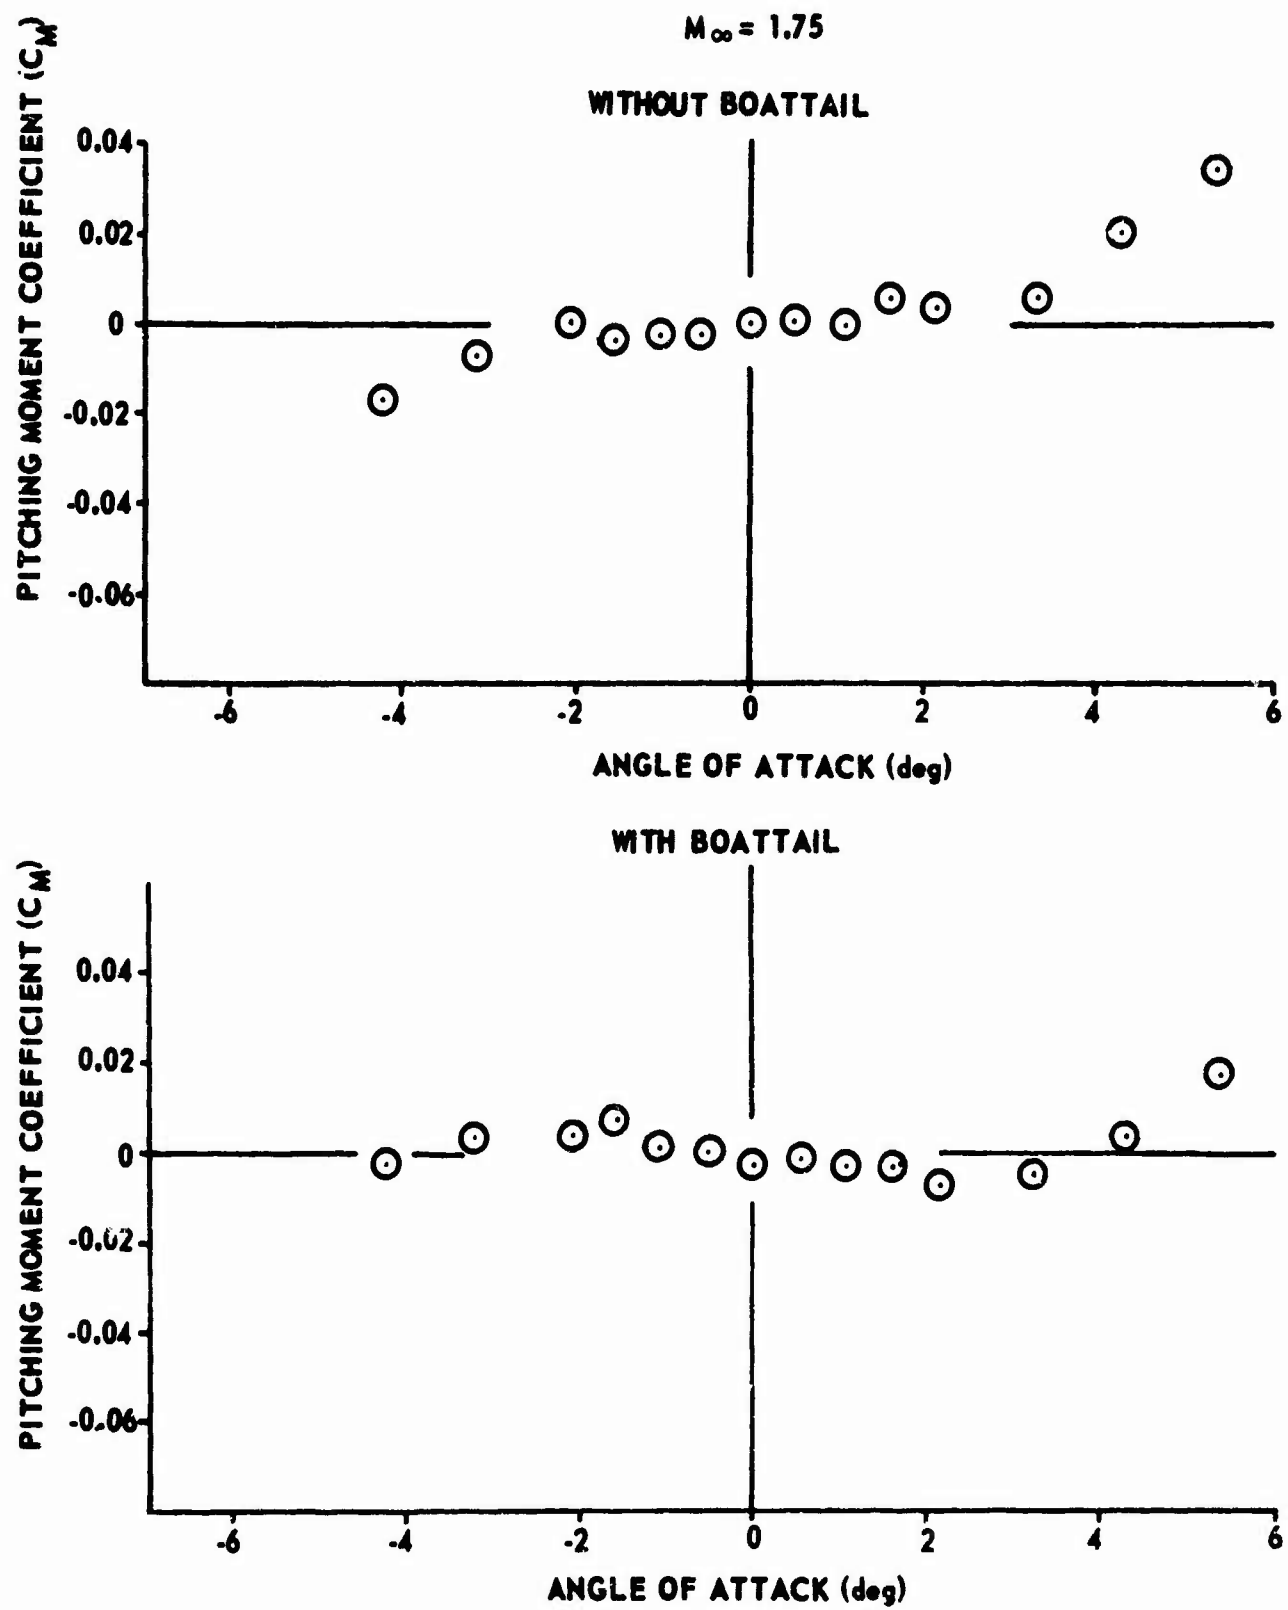 M∞ = 1.75
WITHOUT BOATTAIL
PITCHING MOMENT COEFFICIENT (CM)
0.04
0.02
0
-0.02
-0.04
-0.06
-6 -4 -2 0 2 4 6
ANGLE OF ATTACK (deg)
WITH BOATTAIL
PITCHING MOMENT COEFFICIENT (CM)
0.04
0.02
0
-0.02
-0.04
-0.06
-6 -4 -2 0 2 4 6
ANGLE OF ATTACK (deg)